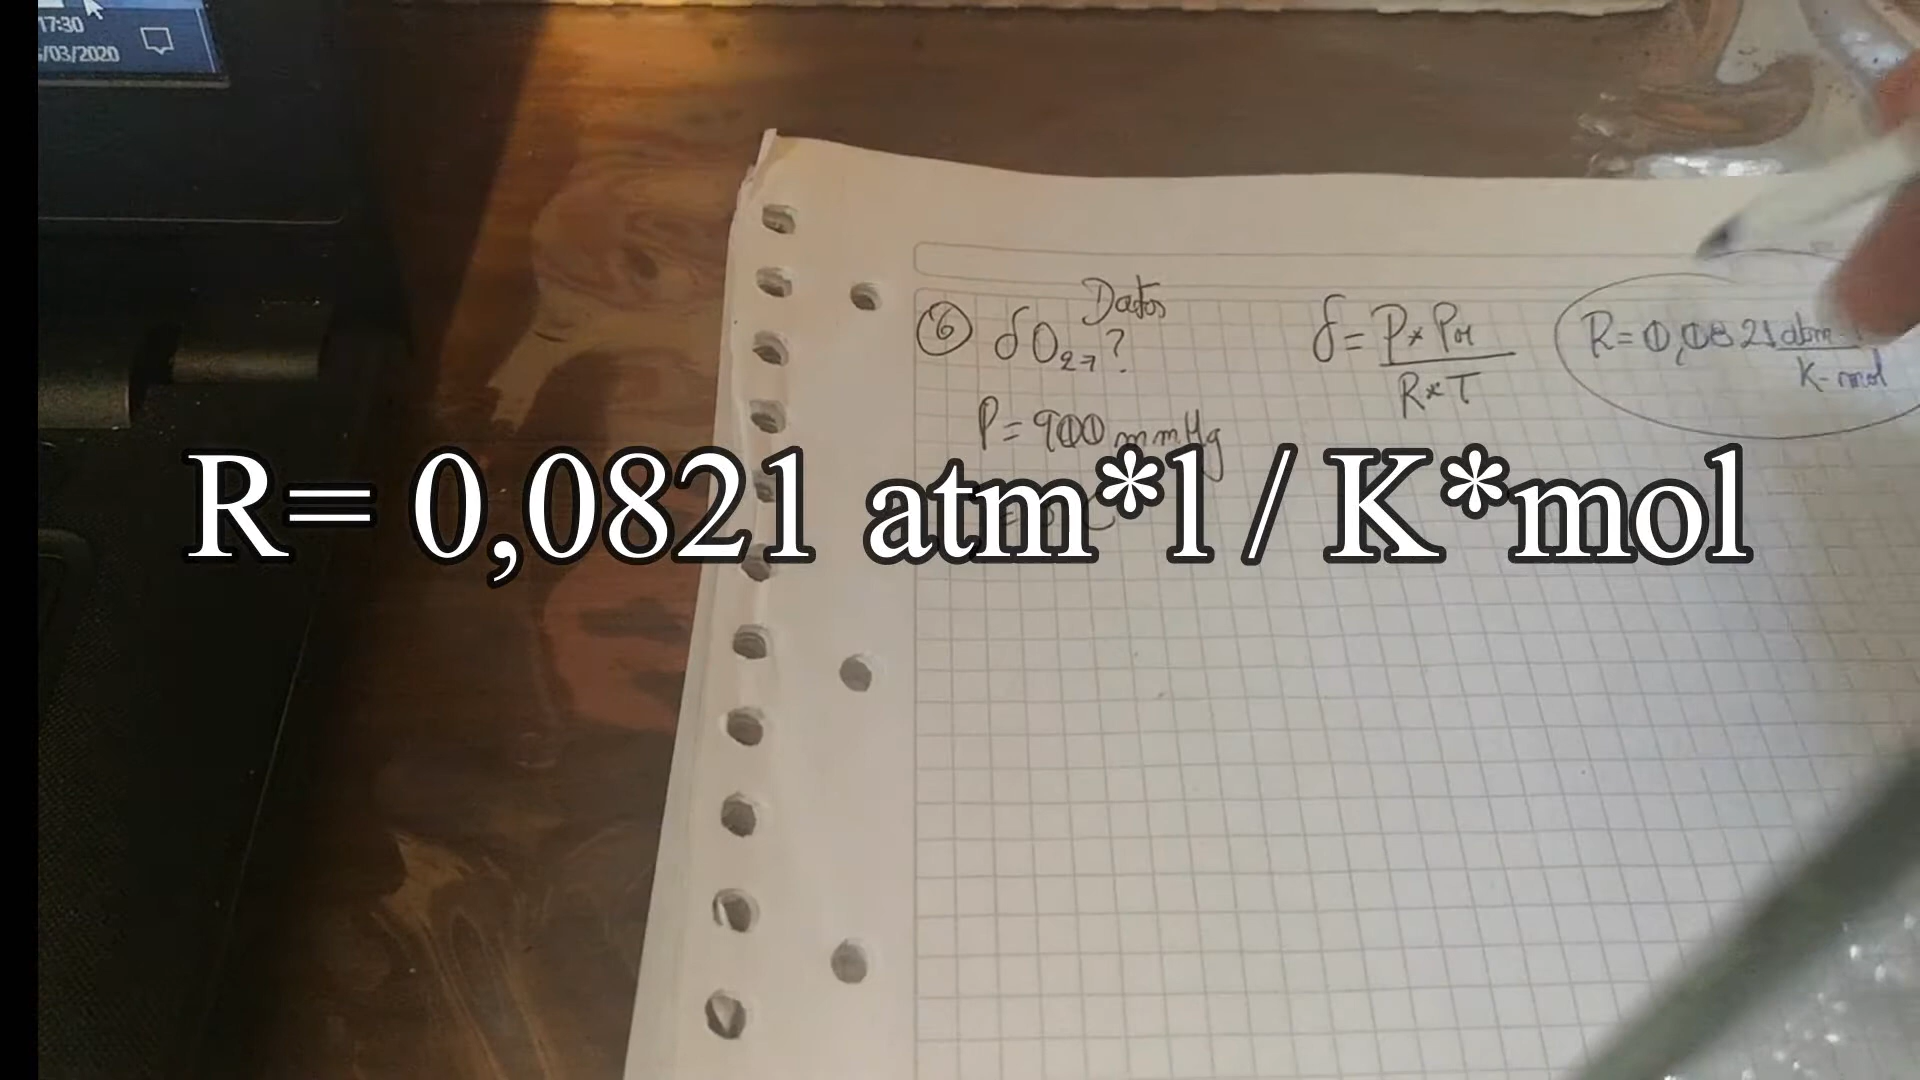 17:30
/03/2020
Datos
6 δO₂→?
P= 900 mmHg
δ= P* Pm
R*T
R=0,0821 atm
K-mol
R= 0,0821 atm*l / K*mol